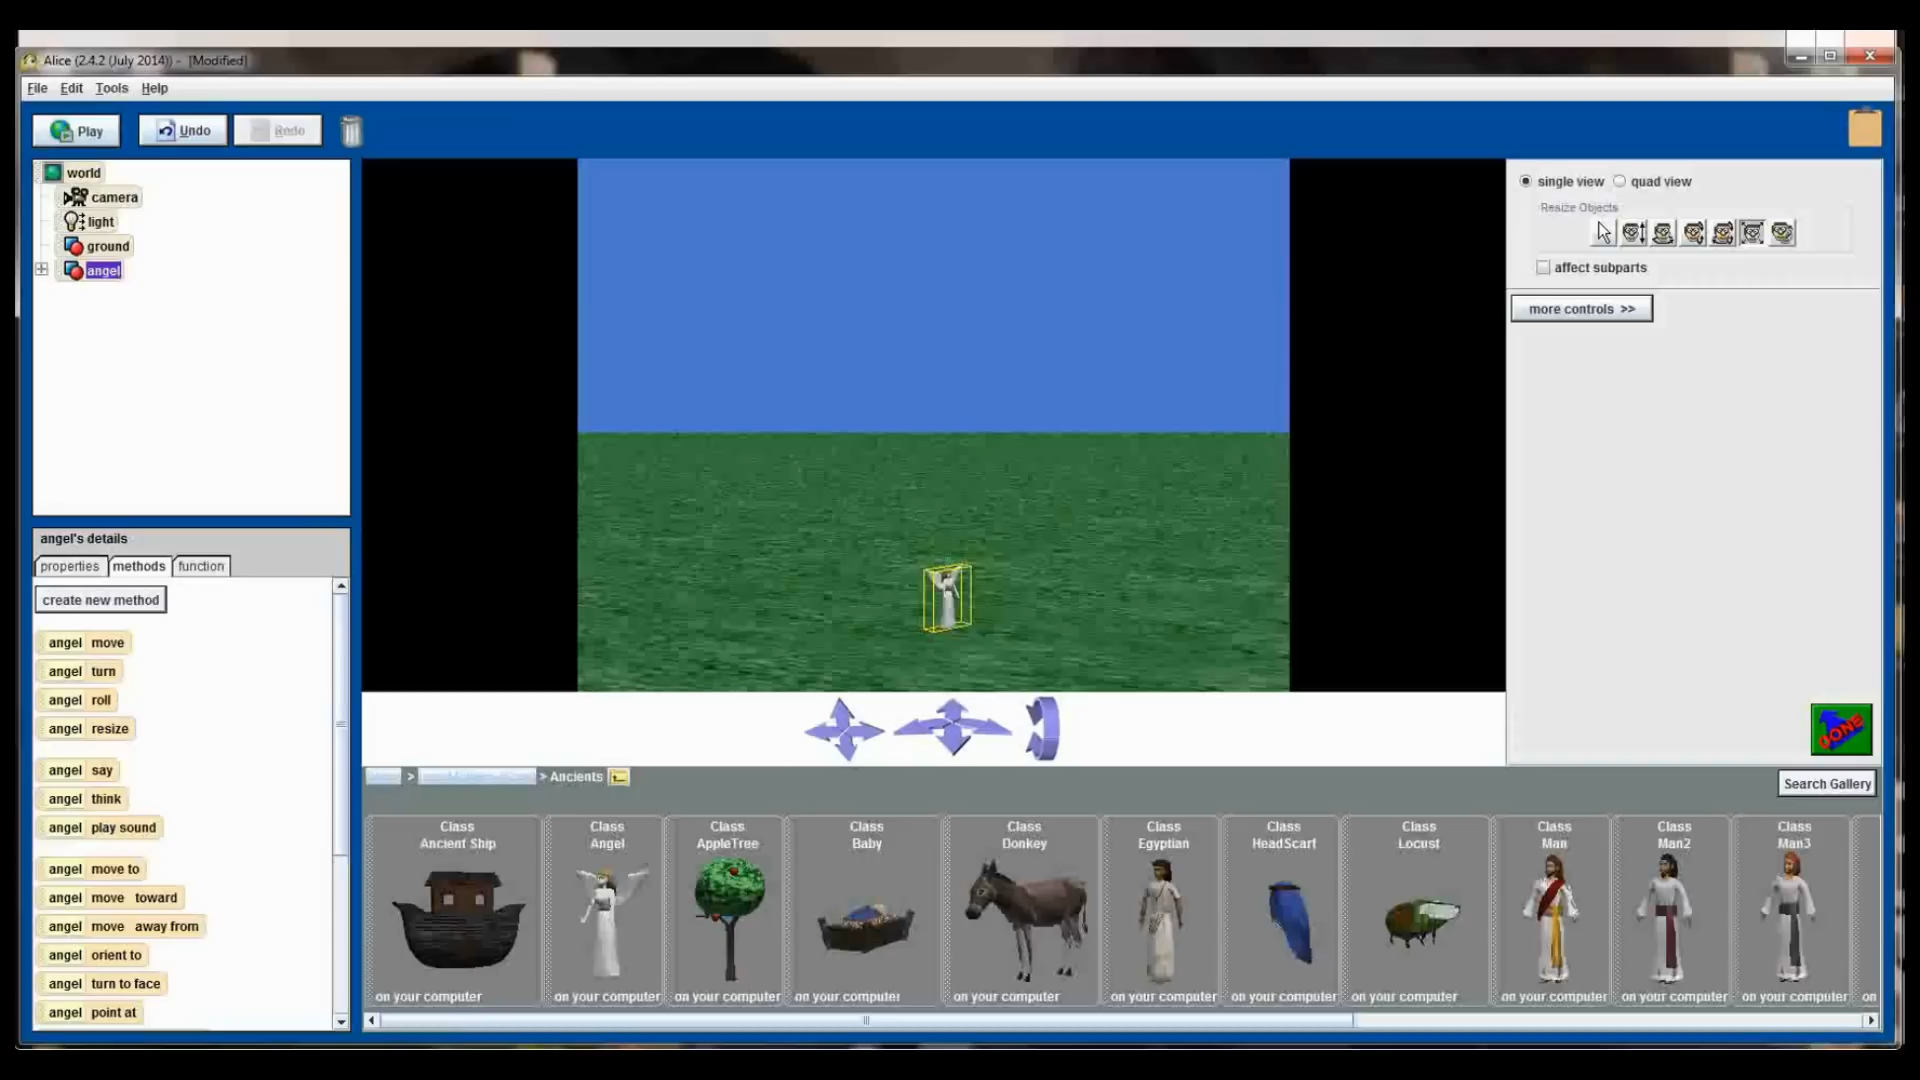 Alice (2.4.2 (July 2014)) - [Modified]
File Edit Tools Help
Play Undo Redo
world
camera
light
ground
angel
single view quad view
Resize Objects
affect subparts
more controls >>
DONE
angel's details
properties methods function
create new method
angel move
angel turn
angel roll
angel resize
angel say
angel think
angel play sound
angel move to
angel move toward
angel move away from
angel orient to
angel turn to face
angel point at
> > Ancients
Search Gallery
Class Ancient Ship
on your computer
Class Angel
on your computer
Class AppleTree
on your computer
Class Baby
on your computer
Class Donkey
on your computer
Class Egyptian
on your computer
Class HeadScarf
on your computer
Class Locust
on your computer
Class Man
on your computer
Class Man2
on your computer
Class Man3
on your computer
on